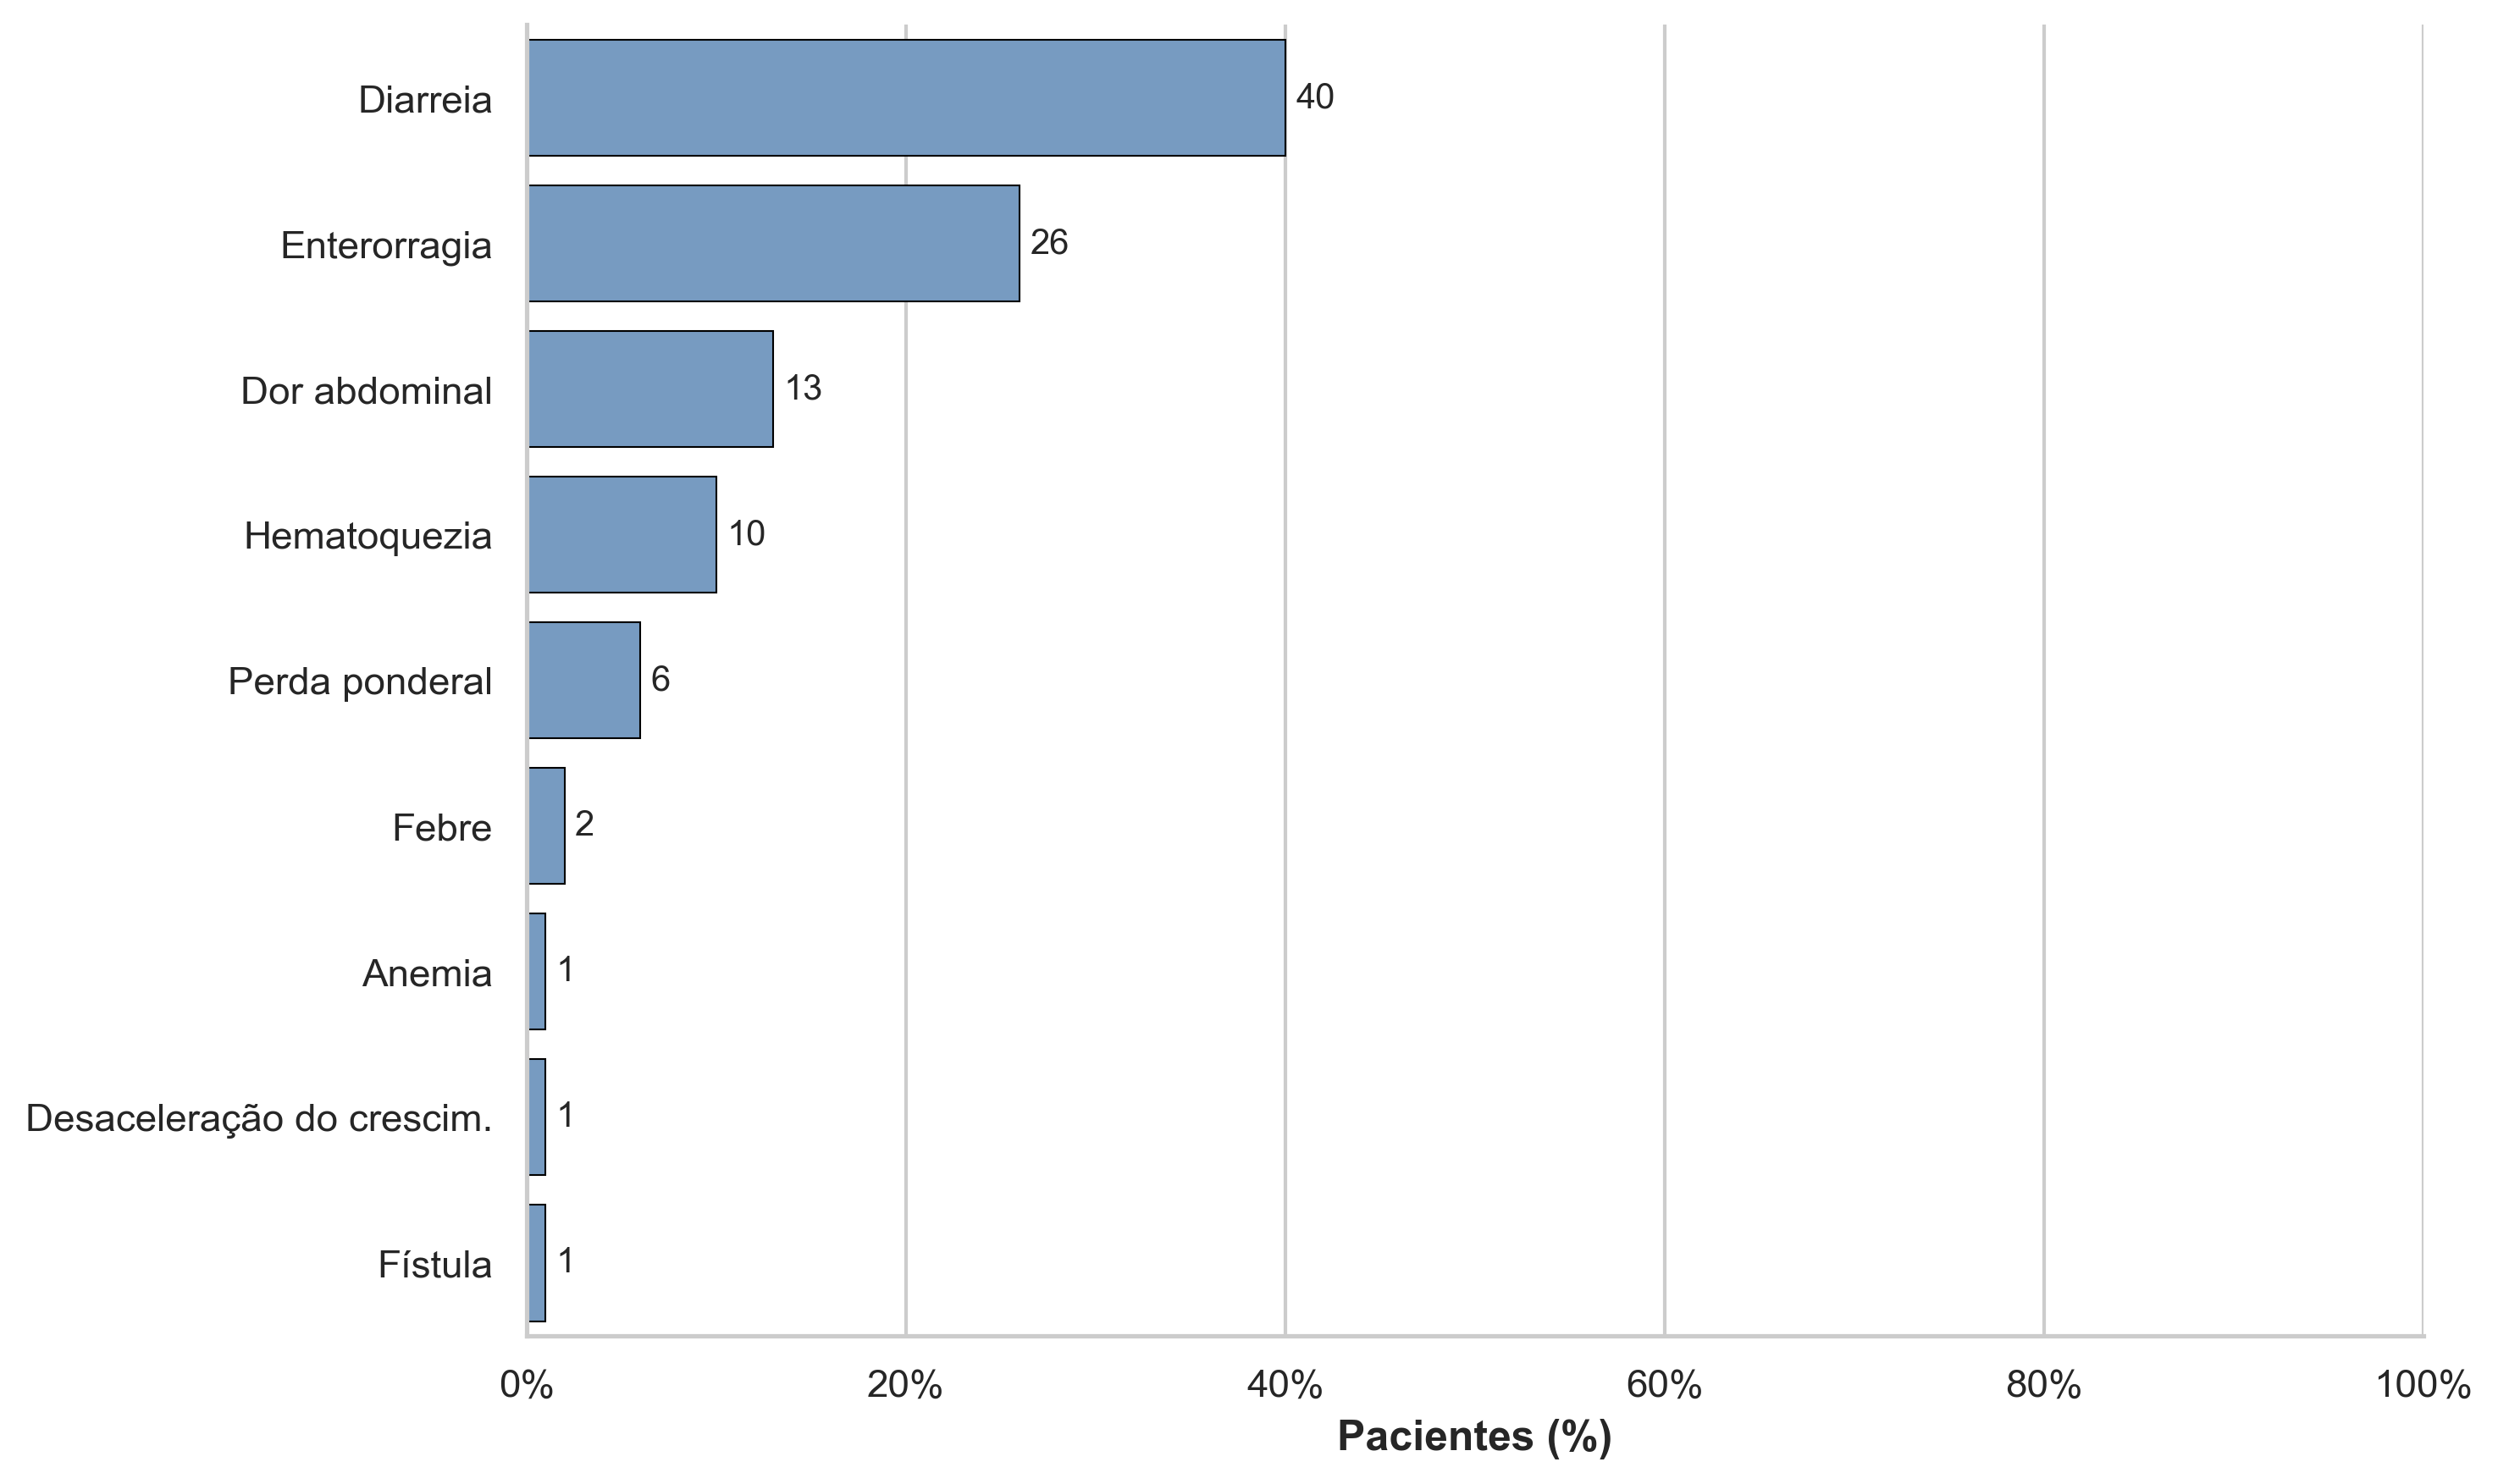 Diarreia 40
Enterorragia 26
Dor abdominal 13
Hematoquezia 10
Perda ponderal 6
Febre 2
Anemia 1
Desaceleração do crescim. 1
Fístula 1
0% 20% 40% 60% 80% 100%
Pacientes (%)